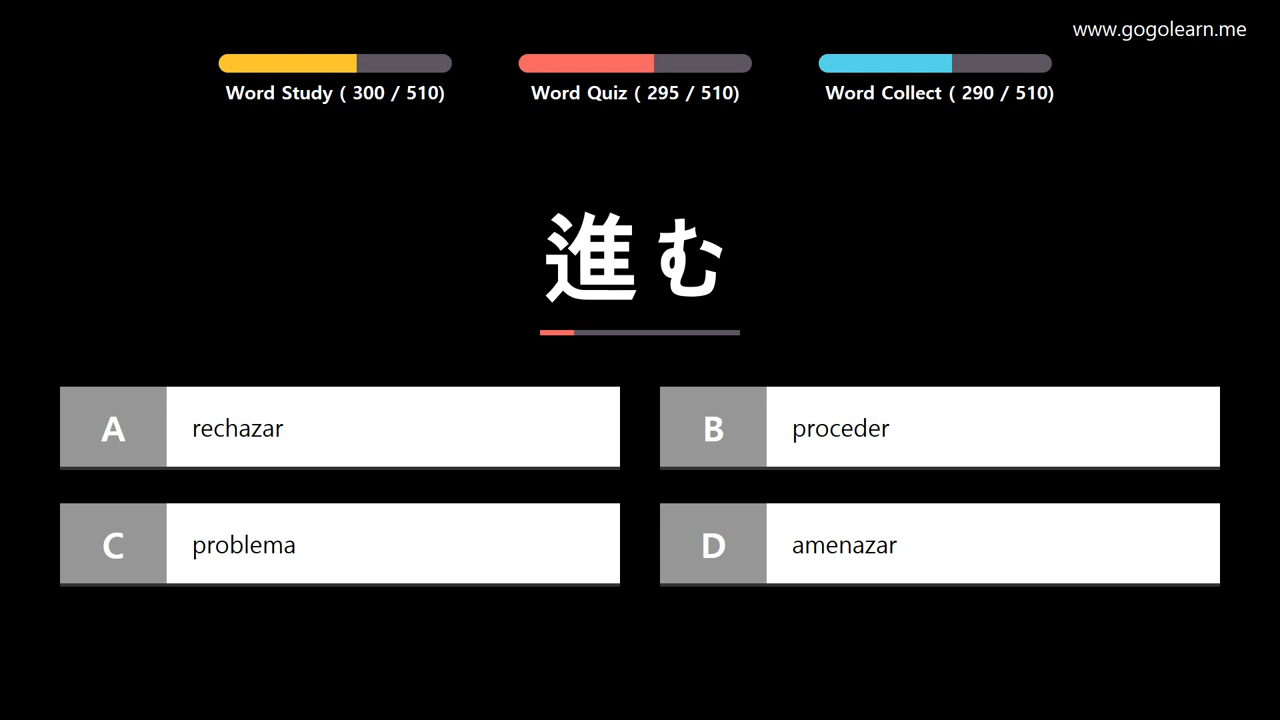 www.gogolearn.me
Word Study ( 300 / 510)
Word Quiz ( 295 / 510)
Word Collect ( 290 / 510)
進む
A rechazar
B proceder
C problema
D amenazar